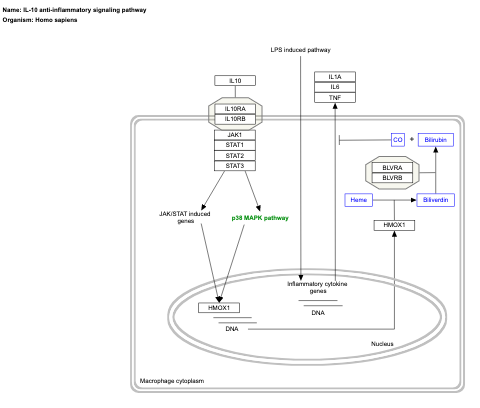 Name: IL-10 anti-inflammatory signaling pathway
Organism: Homo sapiens
LPS induced pathway
IL10
IL1A
IL6
TNF
IL10RA
IL10RB
JAK1
STAT1
STAT2
STAT3
CO + Bilirubin
BLVRA
BLVRB
Heme
Biliverdin
JAK/STAT induced
genes
p38 MAPK pathway
HMOX1
Inflammatory cytokine
genes
HMOX1
DNA
DNA
Nucleus
Macrophage cytoplasm